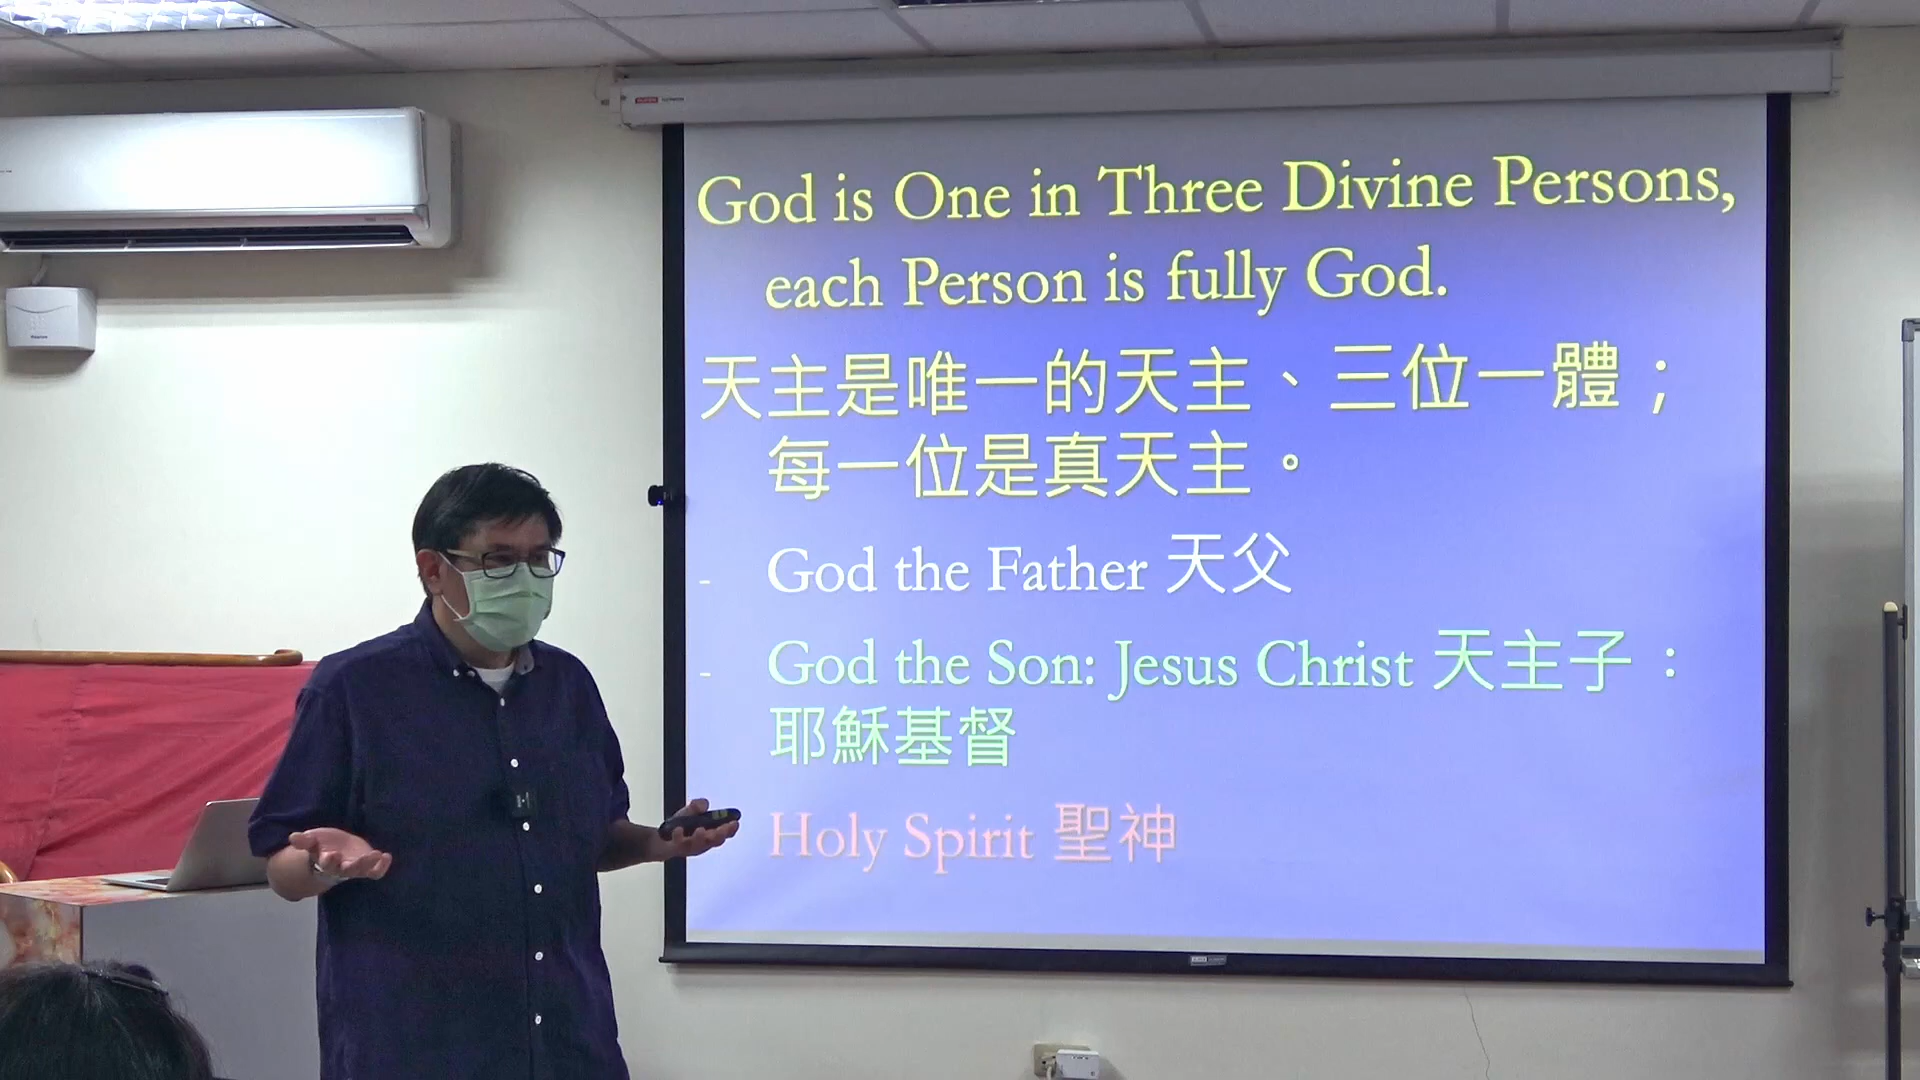 God is One in Three Divine Persons,
each Person is fully God.
天主是唯一的天主、三位一體；
每一位是真天主。
- God the Father 天父
- God the Son: Jesus Christ 天主子：
耶穌基督
Holy Spirit 聖神